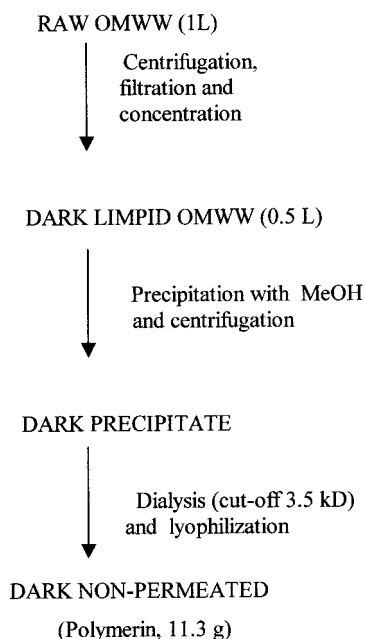 RAW OMWW (1L)
Centrifugation,
filtration and
concentration
DARK LIMPID OMWW (0.5 L)
Precipitation with MeOH
and centrifugation
DARK PRECIPITATE
Dialysis (cut-off 3.5 kD)
and lyophilization
DARK NON-PERMEATED
(Polymerin, 11.3 g)